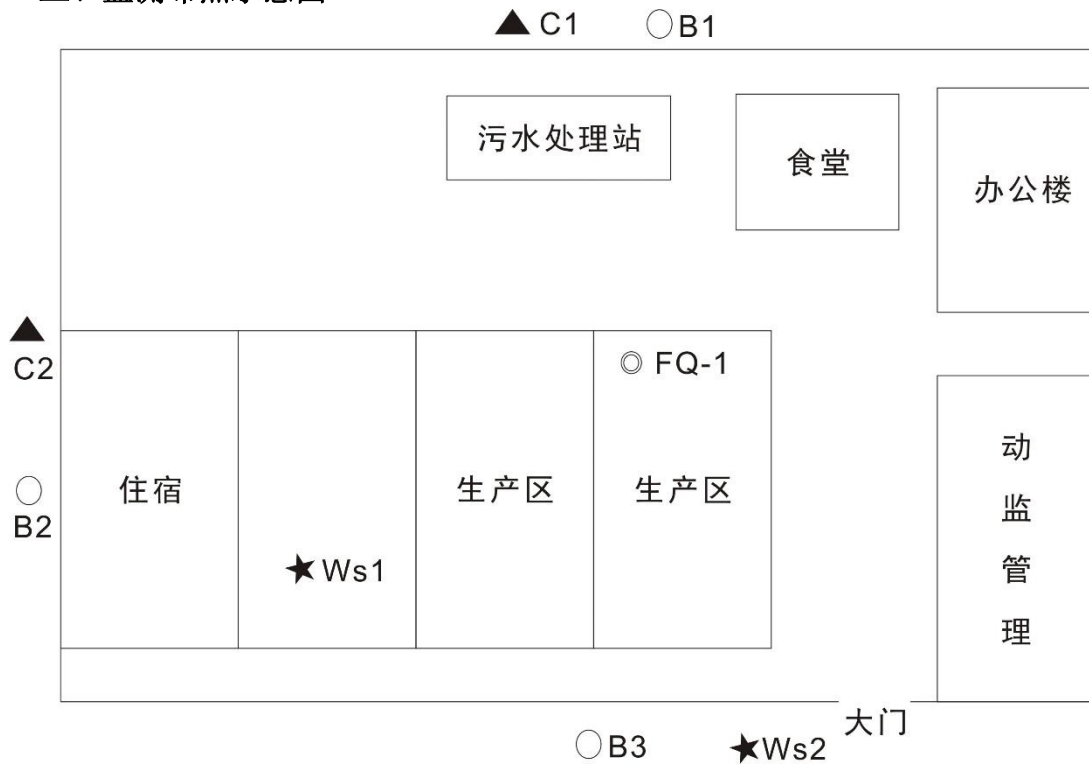 ▲ C1 ○B1
污水处理站
食堂
办公楼
▲
C2
◎ FQ-1
住宿
生产区
生产区
动
监
管
理
○
B2
★Ws1
大门
○B3
★Ws2